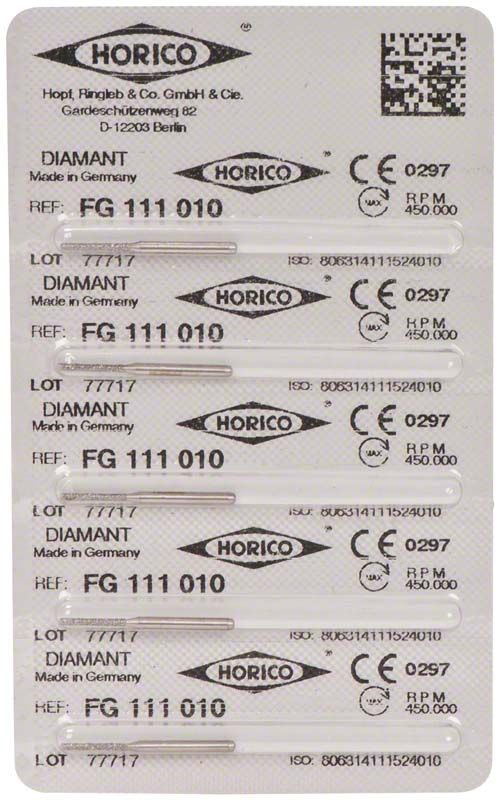 HORICO ®
Hopf, Ringleb & Co. GmbH & Cie.
Gardeschützenweg 82
D-12203 Berlin
DIAMANT HORICO ® CE 0297
Made in Germany
REF: FG 111 010 MAX RPM 450.000
LOT 77717 ISO: 806314111524010
DIAMANT HORICO ® CE 0297
Made in Germany
REF: FG 111 010 MAX RPM 450.000
LOT 77717 ISO: 806314111524010
DIAMANT HORICO ® CE 0297
Made in Germany
REF: FG 111 010 MAX RPM 450.000
LOT 77717 ISO: 806314111524010
DIAMANT HORICO ® CE 0297
Made in Germany
REF: FG 111 010 MAX RPM 450.000
LOT 77717 ISO: 806314111524010
DIAMANT HORICO ® CE 0297
Made in Germany
REF: FG 111 010 MAX RPM 450.000
LOT 77717 ISO: 806314111524010